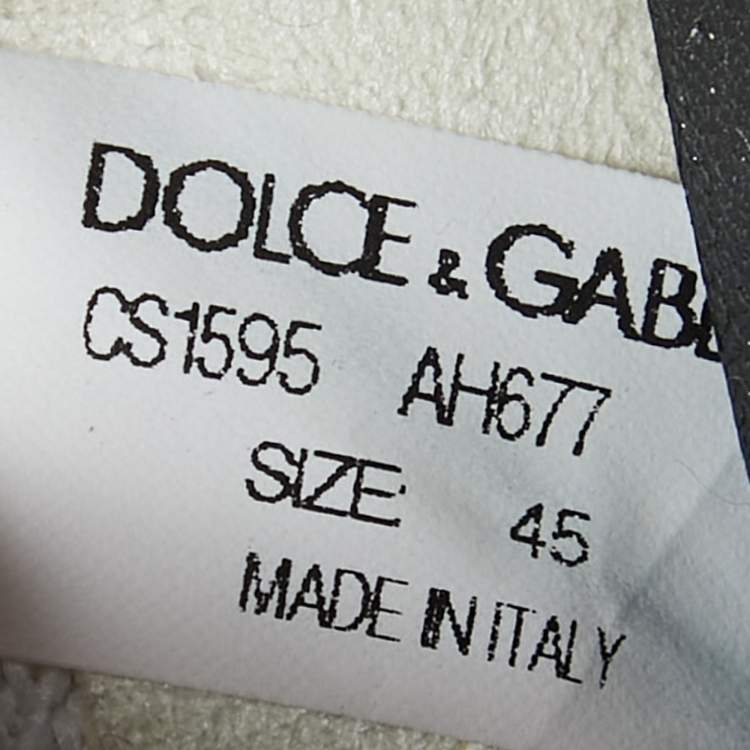 DOLCE & GAB
CS1595 AH677
SIZE: 45
MADE IN ITALY